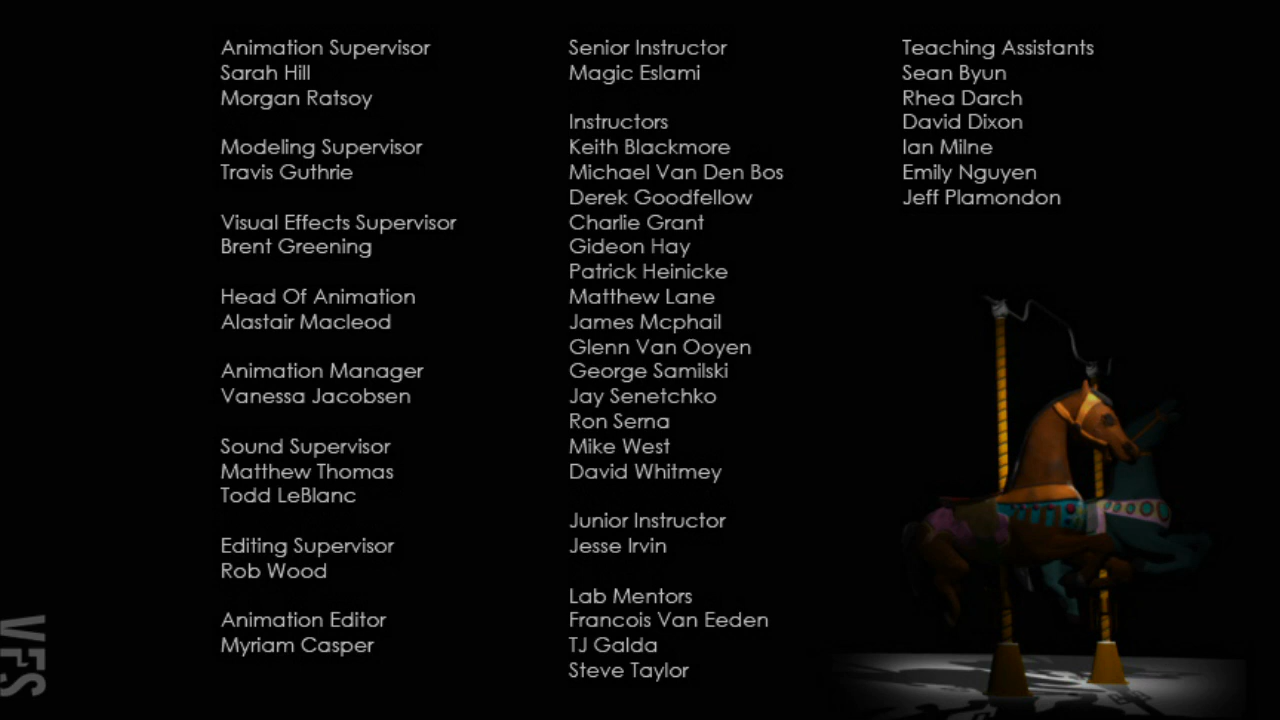 Animation Supervisor
Sarah Hill
Morgan Ratsoy
Modeling Supervisor
Travis Guthrie
Visual Effects Supervisor
Brent Greening
Head Of Animation
Alastair Macleod
Animation Manager
Vanessa Jacobsen
Sound Supervisor
Matthew Thomas
Todd LeBlanc
Editing Supervisor
Rob Wood
Animation Editor
Myriam Casper
Senior Instructor
Magic Eslami
Instructors
Keith Blackmore
Michael Van Den Bos
Derek Goodfellow
Charlie Grant
Gideon Hay
Patrick Heinicke
Matthew Lane
James Mcphail
Glenn Van Ooyen
George Samilski
Jay Senetchko
Ron Serna
Mike West
David Whitmey
Junior Instructor
Jesse Irvin
Lab Mentors
Francois Van Eeden
TJ Galda
Steve Taylor
Teaching Assistants
Sean Byun
Rhea Darch
David Dixon
Ian Milne
Emily Nguyen
Jeff Plamondon
VFS